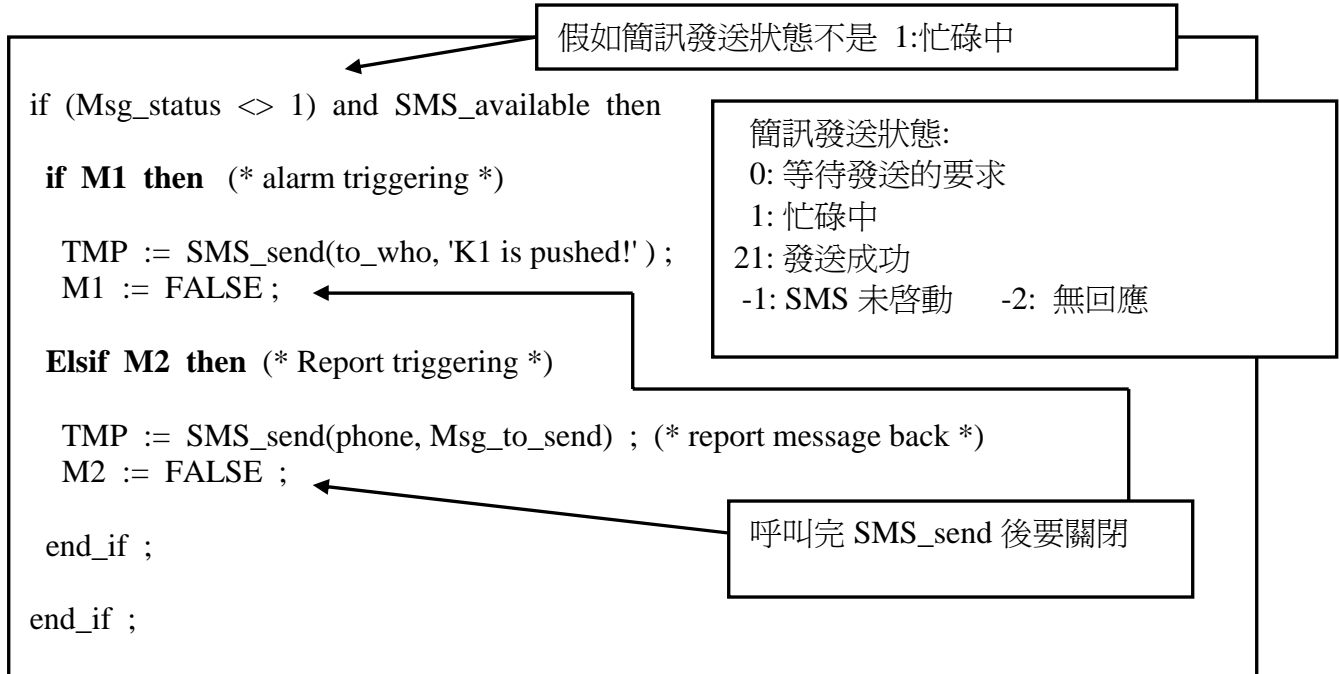 假如簡訊發送狀態不是 1:忙碌中
if (Msg_status <> 1) and SMS_available then
簡訊發送狀態:
0: 等待發送的要求
1: 忙碌中
21: 發送成功
-1: SMS 未啓動 -2: 無回應
if M1 then (* alarm triggering *)
TMP := SMS_send(to_who, 'K1 is pushed!' ) ;
M1 := FALSE ;
Elsif M2 then (* Report triggering *)
TMP := SMS_send(phone, Msg_to_send) ; (* report message back *)
M2 := FALSE ;
呼叫完 SMS_send 後要關閉
end_if ;
end_if ;